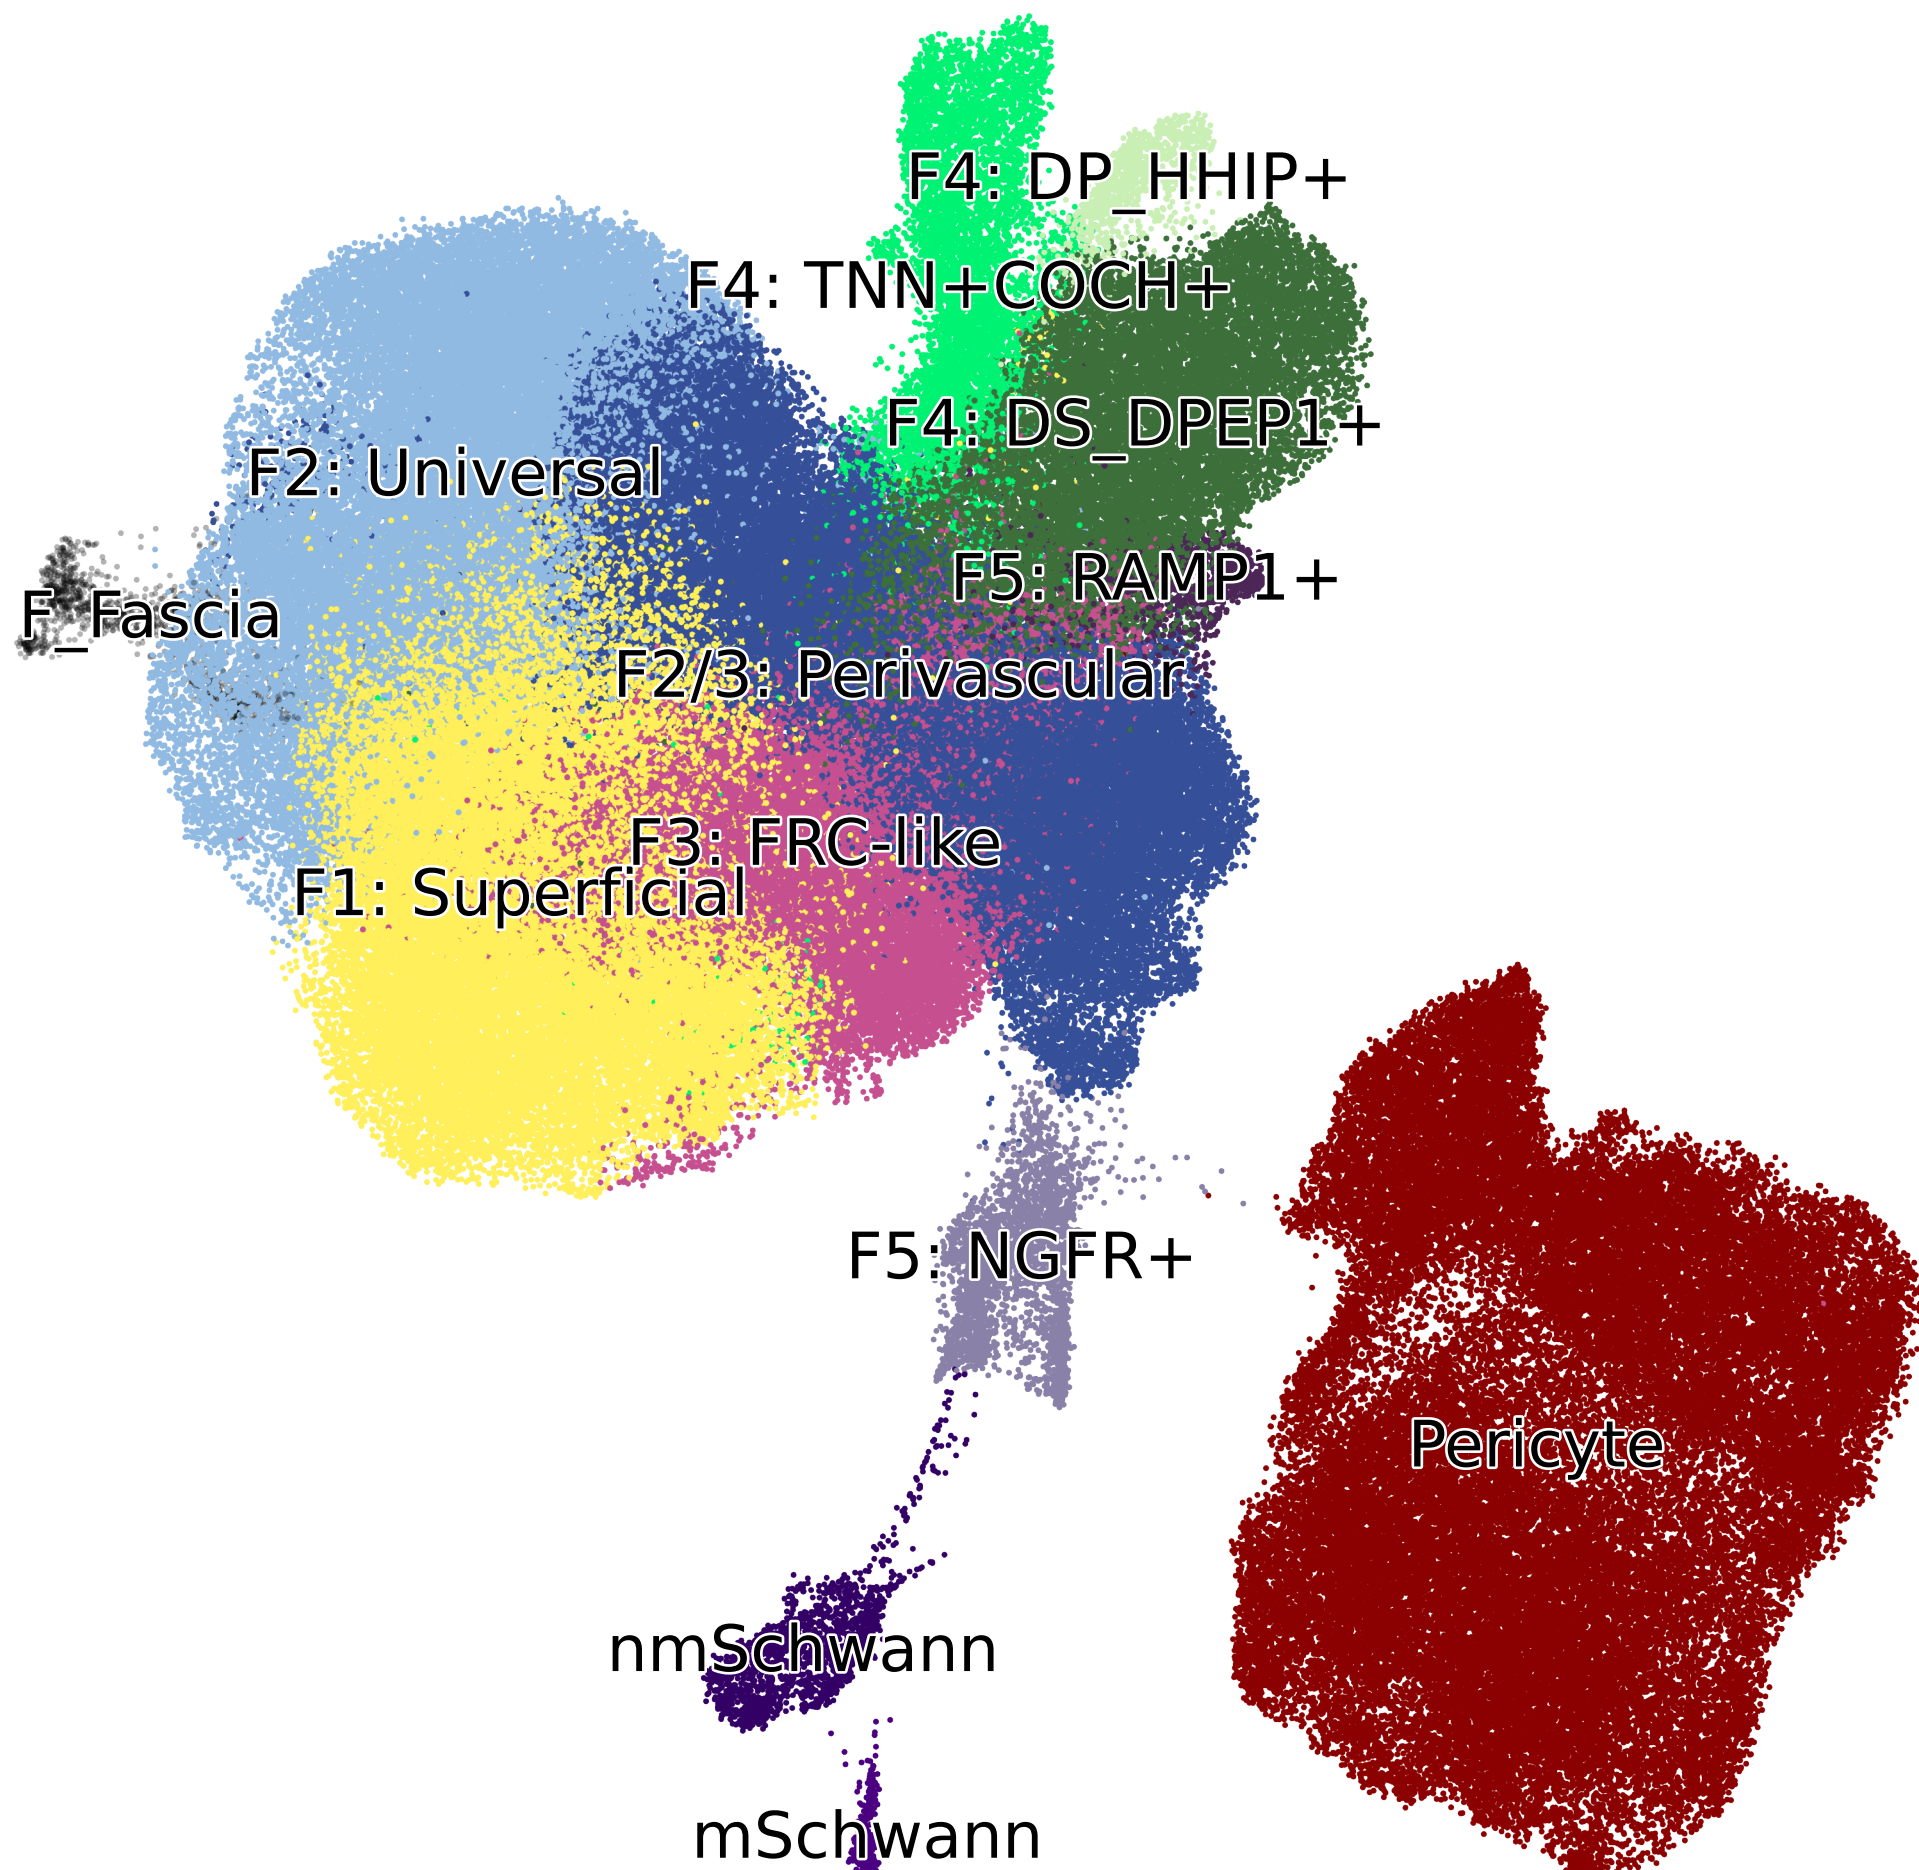 F4: DP_HHIP+
F4: TNN+COCH+
F4: DS_DPEP1+
F2: Universal
F5: RAMP1+
F_Fascia
F2/3: Perivascular
F3: FRC-like
F1: Superficial
F5: NGFR+
Pericyte
nmSchwann
mSchwann